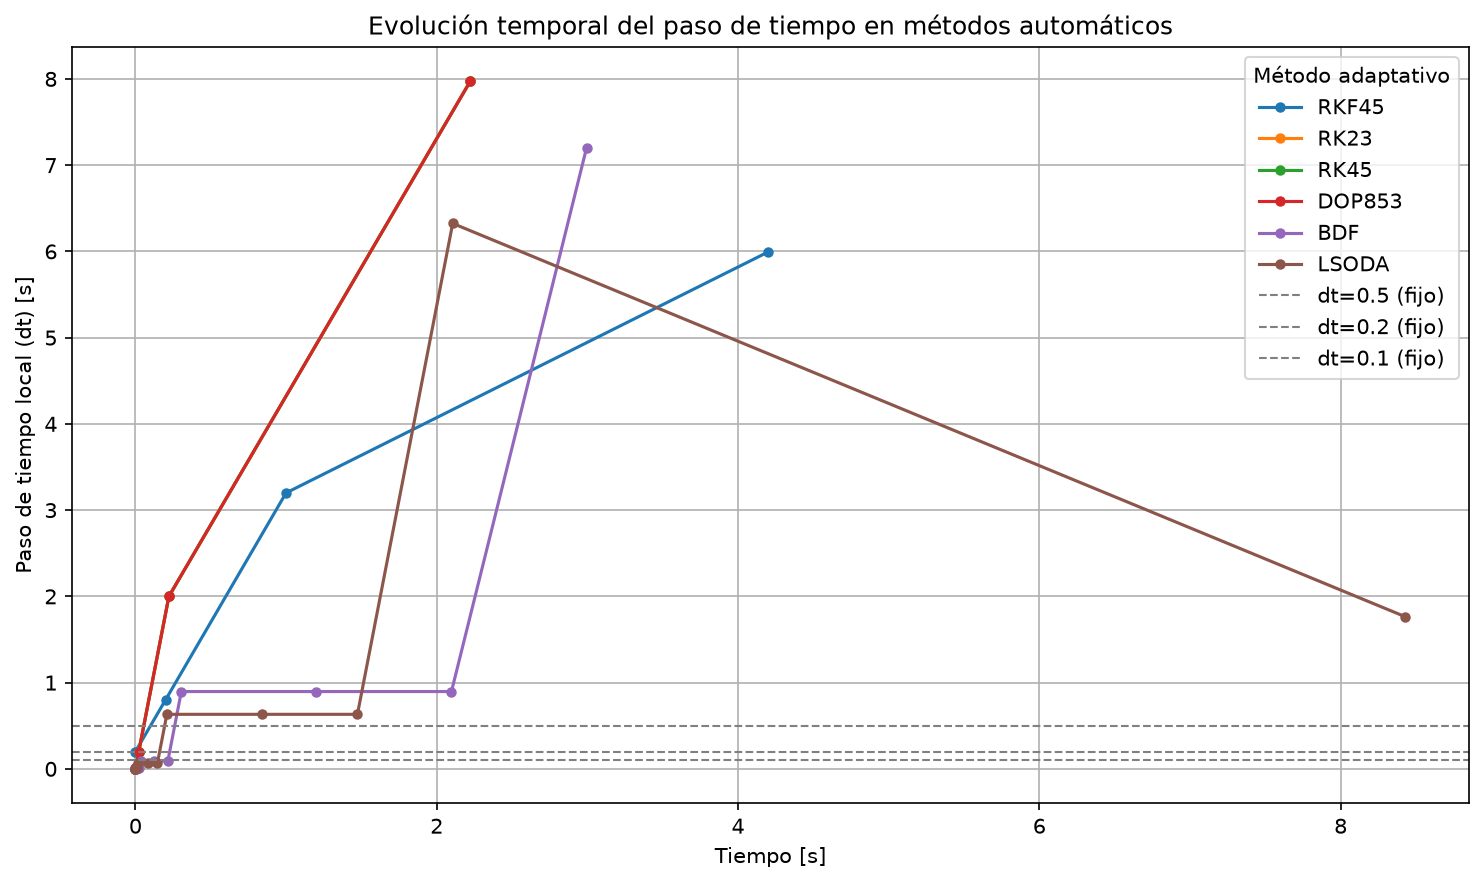 Evolución temporal del paso de tiempo en métodos automáticos
Paso de tiempo local (dt) [s]
8
7
6
5
4
3
2
1
0
0 2 4 6 8
Tiempo [s]
Método adaptativo
RKF45
RK23
RK45
DOP853
BDF
LSODA
dt=0.5 (fijo)
dt=0.2 (fijo)
dt=0.1 (fijo)